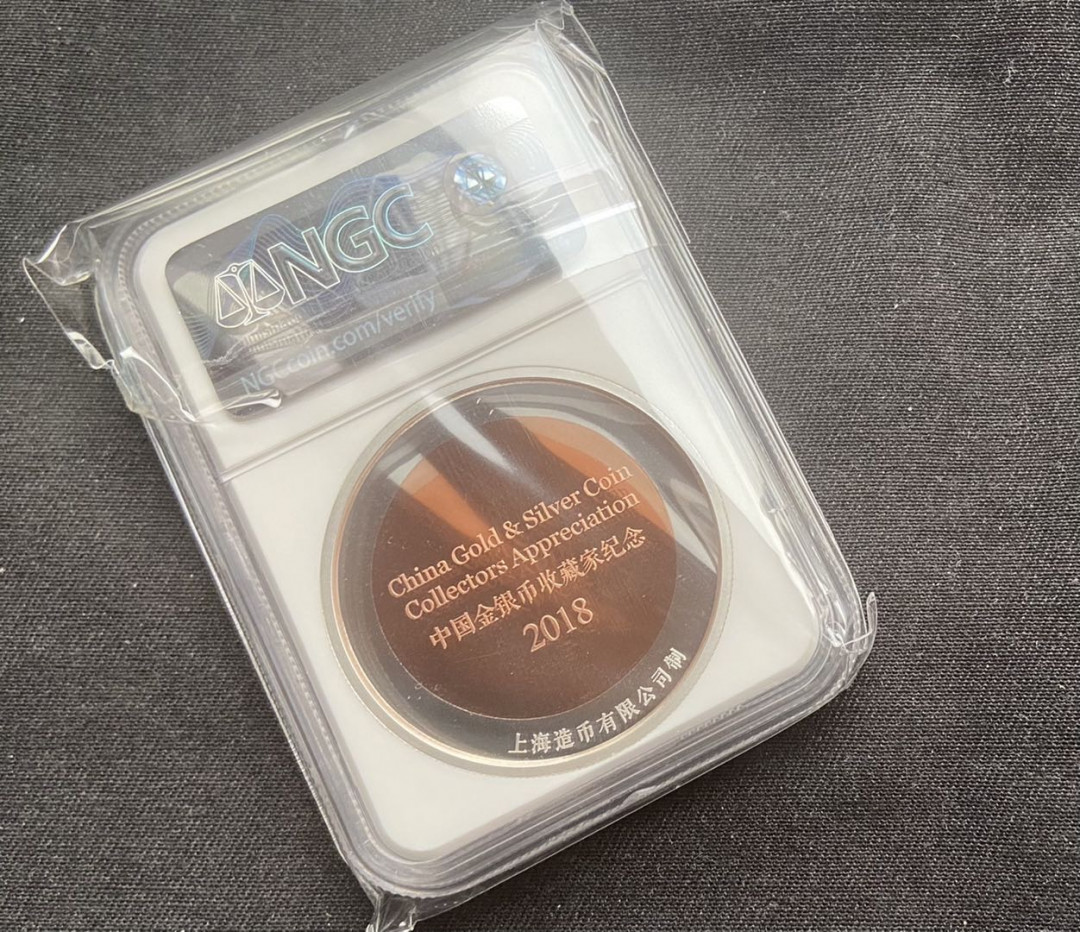 NGC
NGCcoin.com/verify
China Gold & Silver Coin
Collectors Appreciation
中国金银币收藏家纪念
2018
上海造币有限公司制